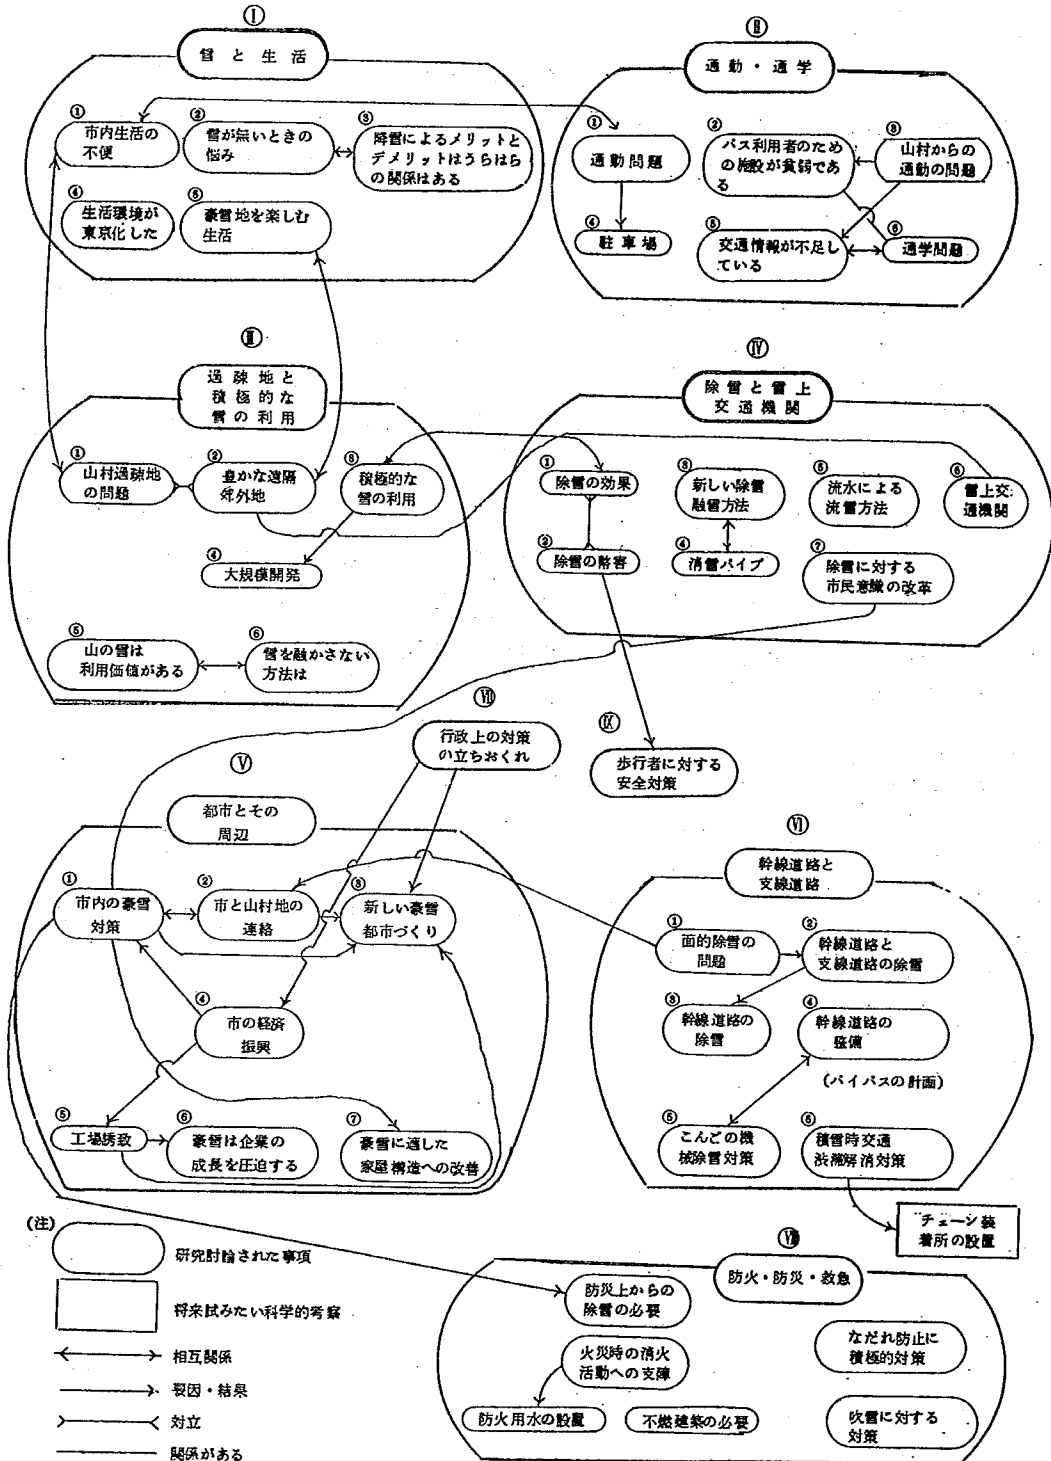 Ⅰ
雪と生活
①
市内生活の
不便
②
雪が無いときの
悩み
③
降雪によるメリットと
デメリットはうらはら
の関係はある
④
生活環境が
東京化した
⑤
豪雪地を楽しむ
生活
Ⅱ
通動・通学
①
通動問題
②
バス利用者のため
の施設が貧弱であ
る
③
山村からの
通動の問題
④
駐車場
⑤
交通情報が不足し
ている
⑥
通学問題
Ⅲ
過疎地と
積極的な
雪の利用
①
山村過疎地
の問題
②
豊かな遠隔
郊外地
③
積極的な
雪の利用
④
大規模開発
⑤
山の雪は
利用価値がある
⑥
雪を融かさない
方法は
Ⅳ
除雪と雪上
交通機関
①
除雪の効果
②
除雪の弊害
③
新しい除雪
融雪方法
④
消雪パイプ
⑤
流水による
流雪方法
⑥
雪上交
通機関
⑦
除雪に対する
市民意識の改革
Ⅶ
行政上の対策
の立ちおくれ
Ⅸ
歩行者に対する
安全対策
Ⅴ
都市とその
周辺
①
市内の豪雪
対策
②
市と山村地の
連絡
③
新しい豪雪
都市づくり
④
市の経済
振興
⑤
工場誘致
⑥
豪雪は企業の
成長を圧迫する
⑦
豪雪に適した
家屋構造への改善
Ⅵ
幹線道路と
支線道路
①
面的除雪の
問題
②
幹線道路と
支線道路の除雪
③
幹線道路の
除雪
④
幹線道路の
整備
(バイパスの計画)
⑤
こんごの機
械除雪対策
⑥
積雪時交通
渋滞解消対策
チェーン装
着所の設置
Ⅷ
防火・防災・救急
防災上からの
除雪の必要
火災時の消火
活動への支障
防火用水の設置
不燃建築の必要
なだれ防止に
積極的対策
吹雪に対する
対策
(注)
研究討論された事項
将来試みたい科学的考察
相互関係
要因・結果
対立
関係がある